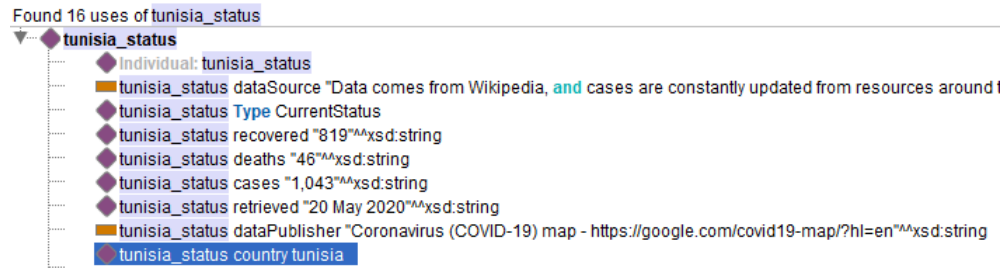 Found 16 uses of tunisia_status
tunisia_status
Individual: tunisia_status
tunisia_status dataSource "Data comes from Wikipedia, and cases are constantly updated from resources around
tunisia_status Type CurrentStatus
tunisia_status recovered "819"^^xsd:string
tunisia_status deaths "46"^^xsd:string
tunisia_status cases "1,043"^^xsd:string
tunisia_status retrieved "20 May 2020"^^xsd:string
tunisia_status dataPublisher "Coronavirus (COVID-19) map - https://google.com/covid19-map/?hl=en"^^xsd:string
tunisia_status country tunisia